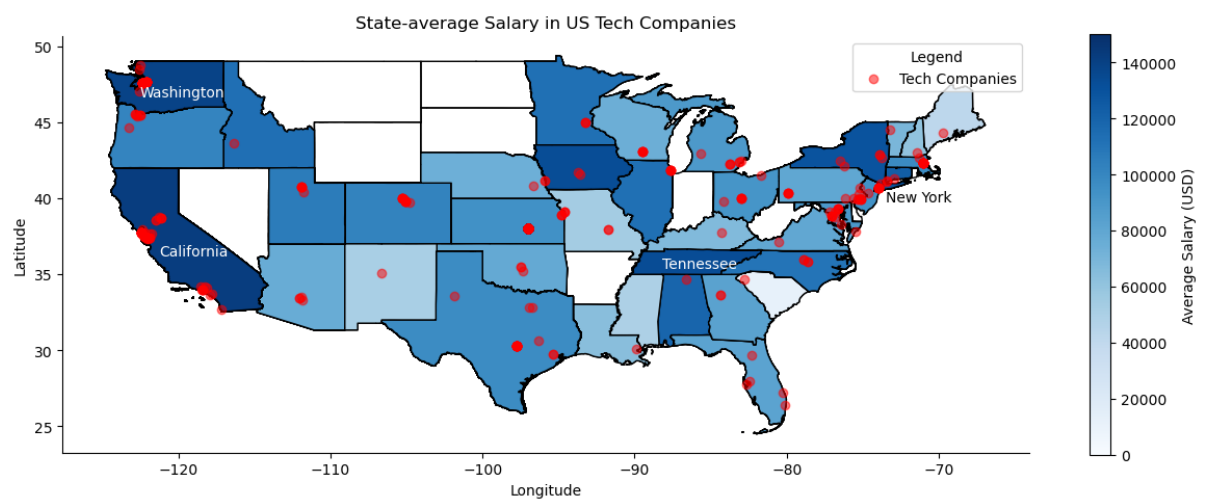 State-average Salary in US Tech Companies
50
45
40
35
30
25
Latitude
−120
−110
−100
−90
−80
−70
Longitude
Legend
Tech Companies
Washington
California
Tennessee
New York
140000
120000
100000
80000
60000
40000
20000
0
Average Salary (USD)